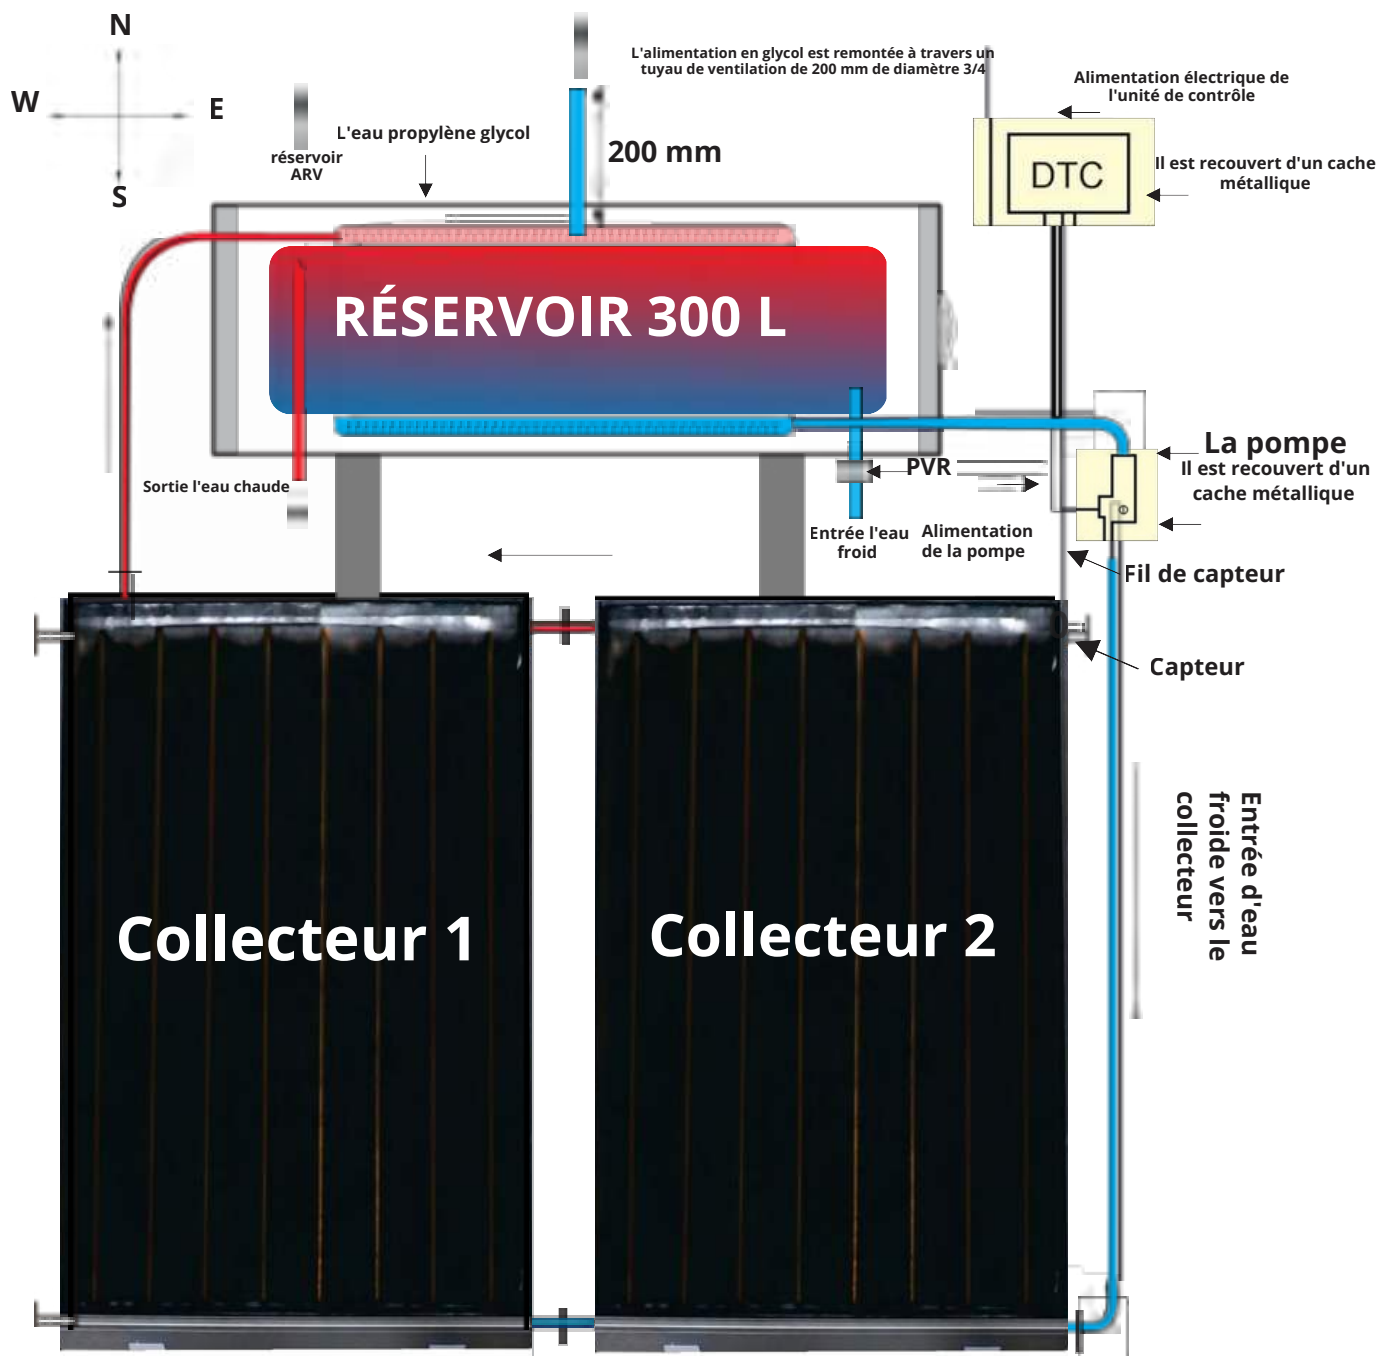 N
W
E
S
L'alimentation en glycol est remontée à travers un
tuyau de ventilation de 200 mm de diamètre 3/4
Alimentation électrique de
l'unité de contrôle
L'eau propylène glycol
réservoir
ARV
200 mm
DTC
Il est recouvert d'un cache
métallique
RÉSERVOIR 300 L
La pompe
Il est recouvert d'un
cache métallique
PVR
Sortie l'eau chaude
Entrée l'eau
froid
Alimentation
de la pompe
Fil de capteur
Capteur
Entrée d'eau
froide vers le
collecteur
Collecteur 1
Collecteur 2